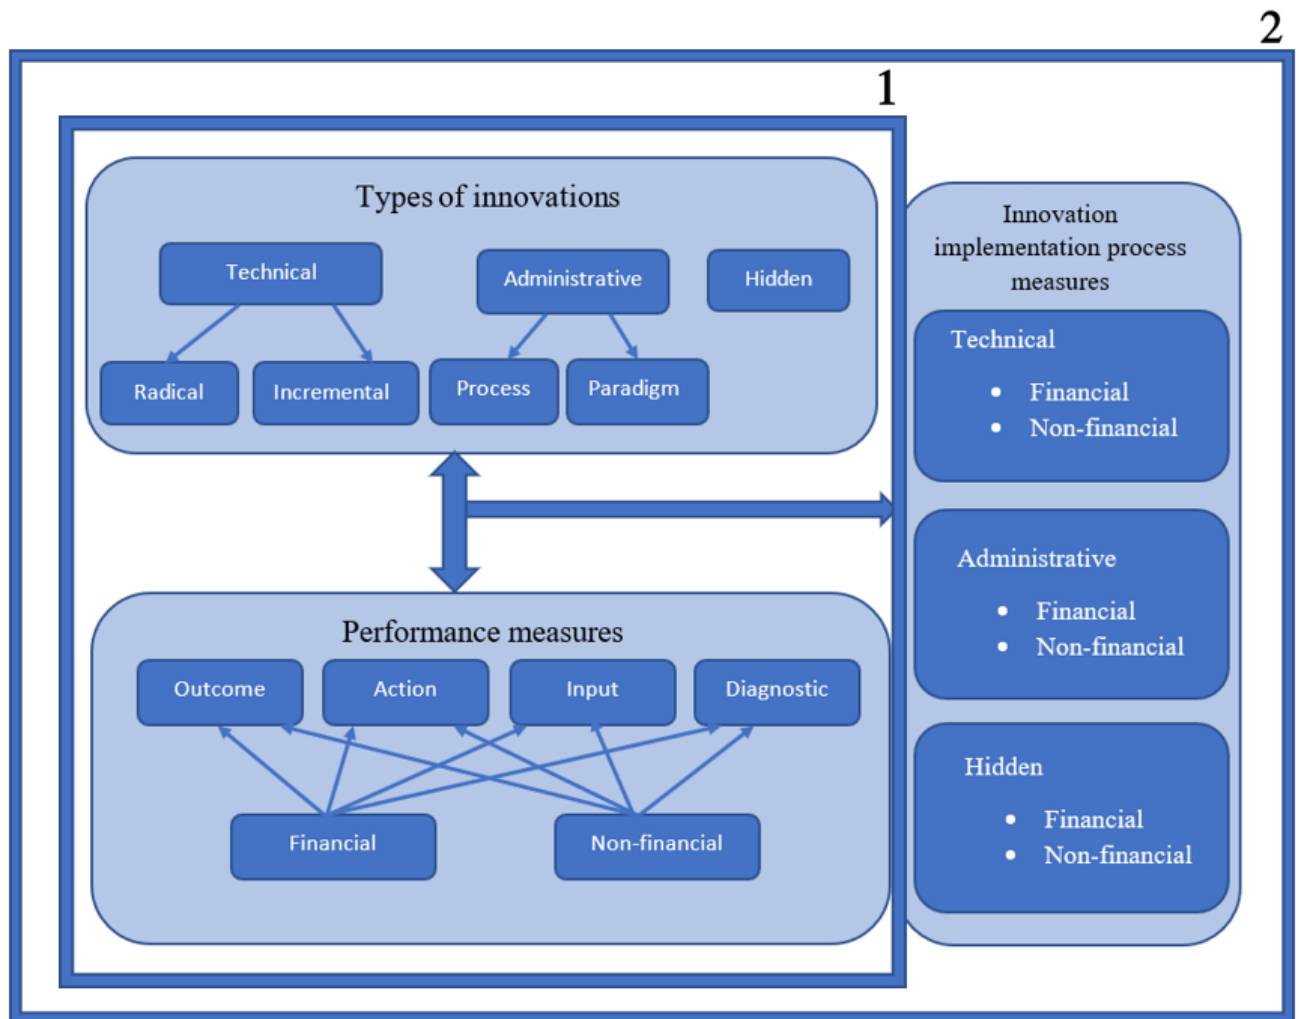 2
1
Types of innovations
Technical
Administrative
Hidden
Radical
Incremental
Process
Paradigm
Performance measures
Outcome
Action
Input
Diagnostic
Financial
Non-financial
Innovation
implementation process
measures
Technical
• Financial
• Non-financial
Administrative
• Financial
• Non-financial
Hidden
• Financial
• Non-financial